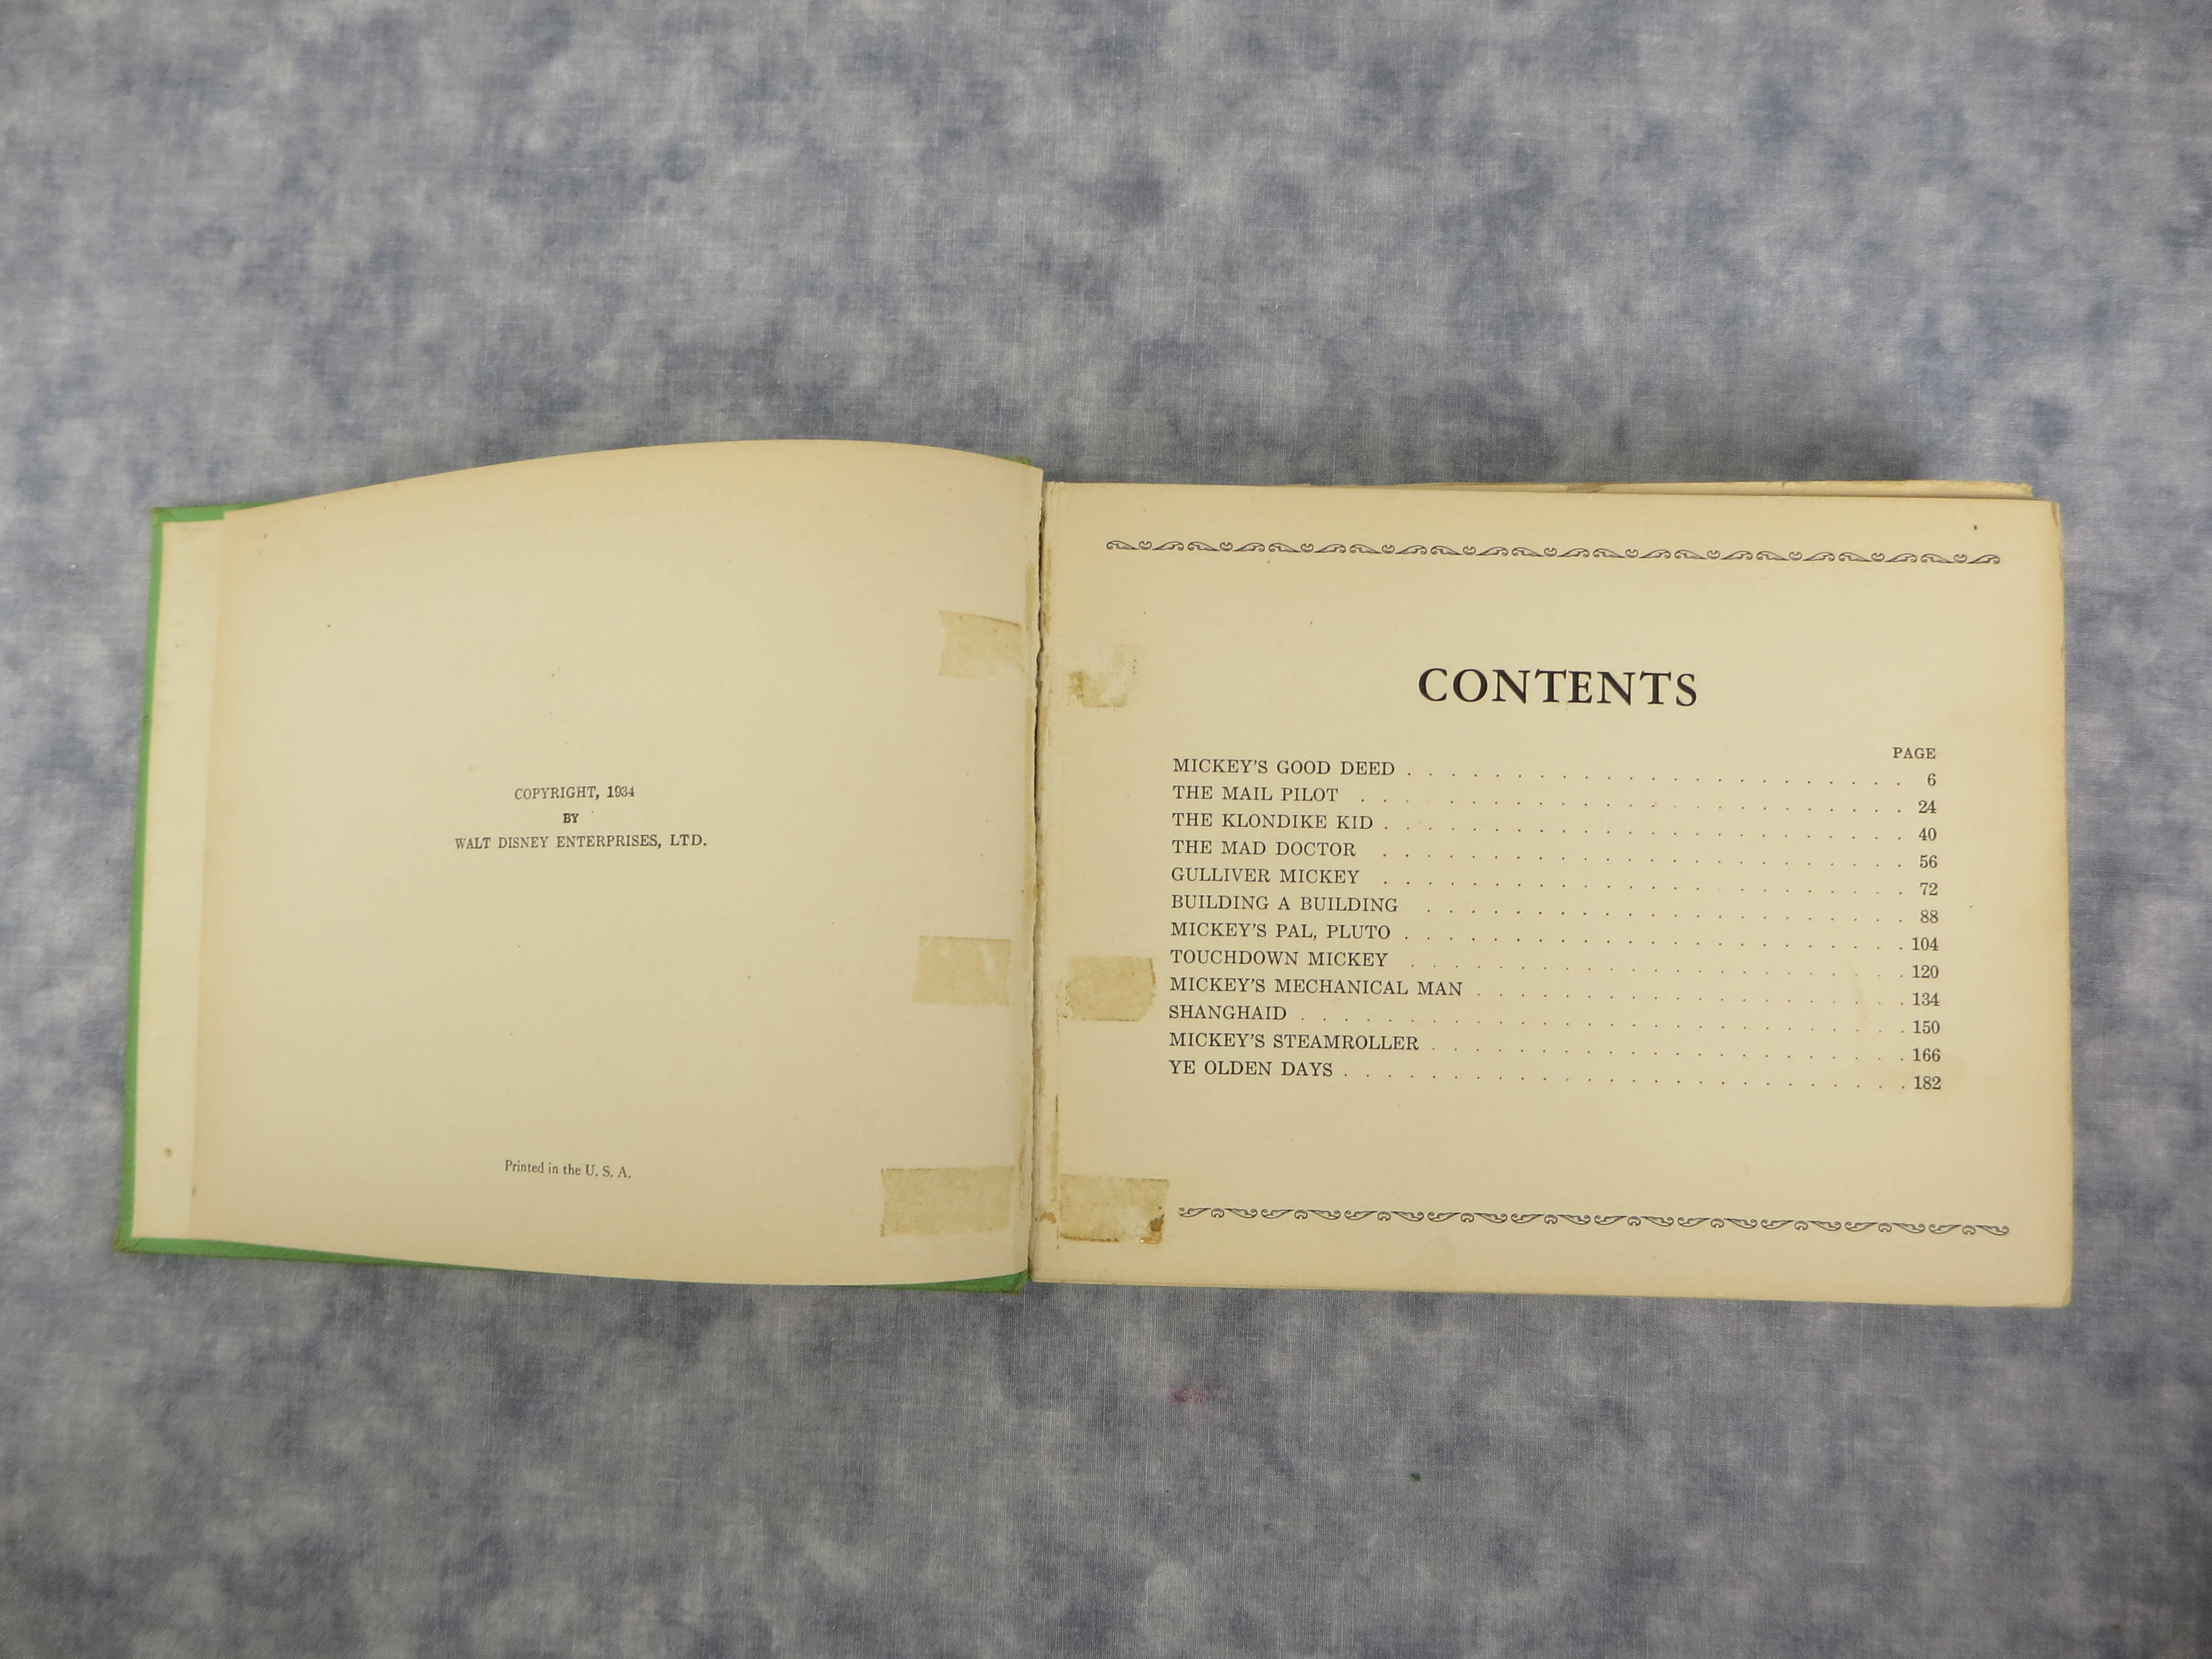 COPYRIGHT, 1934
BY
WALT DISNEY ENTERPRISES, LTD.
Printed in the U. S. A.
CONTENTS
PAGE
MICKEY'S GOOD DEED . . . . . . . . . . . . . . . . . . . 6
THE MAIL PILOT . . . . . . . . . . . . . . . . . . . . 24
THE KLONDIKE KID . . . . . . . . . . . . . . . . . . . 40
THE MAD DOCTOR . . . . . . . . . . . . . . . . . . . 56
GULLIVER MICKEY . . . . . . . . . . . . . . . . . . . 72
BUILDING A BUILDING . . . . . . . . . . . . . . . . . . 88
MICKEY'S PAL, PLUTO . . . . . . . . . . . . . . . . . . . 104
TOUCHDOWN MICKEY . . . . . . . . . . . . . . . . . . 120
MICKEY'S MECHANICAL MAN . . . . . . . . . . . . . . . . 134
SHANGHAID . . . . . . . . . . . . . . . . . . . . . . 150
MICKEY'S STEAMROLLER . . . . . . . . . . . . . . . . . . 166
YE OLDEN DAYS . . . . . . . . . . . . . . . . . . . . 182